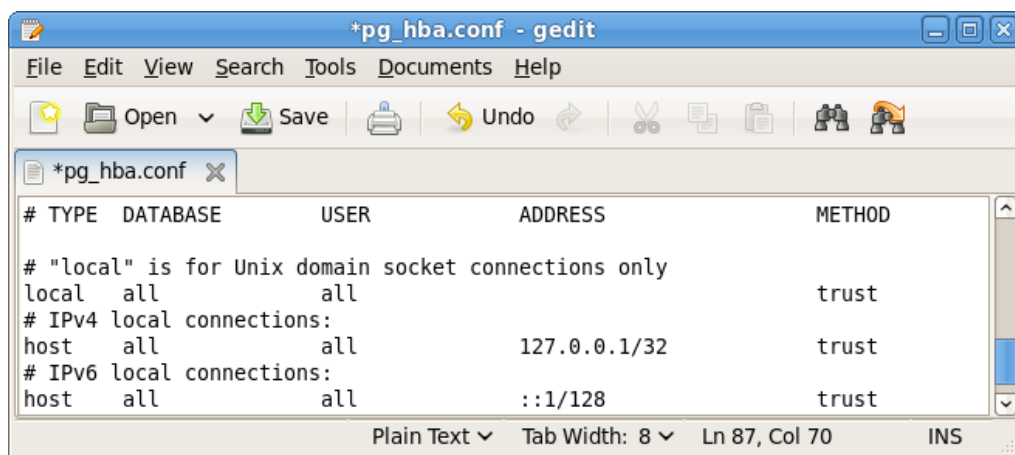 *pg_hba.conf - gedit
File Edit View Search Tools Documents Help
Open Save Undo
*pg_hba.conf
# TYPE  DATABASE        USER            ADDRESS                 METHOD
# "local" is for Unix domain socket connections only
local   all             all                                     trust
# IPv4 local connections:
host    all             all             127.0.0.1/32            trust
# IPv6 local connections:
host    all             all             ::1/128                 trust
Plain Text Tab Width: 8 Ln 87, Col 70 INS